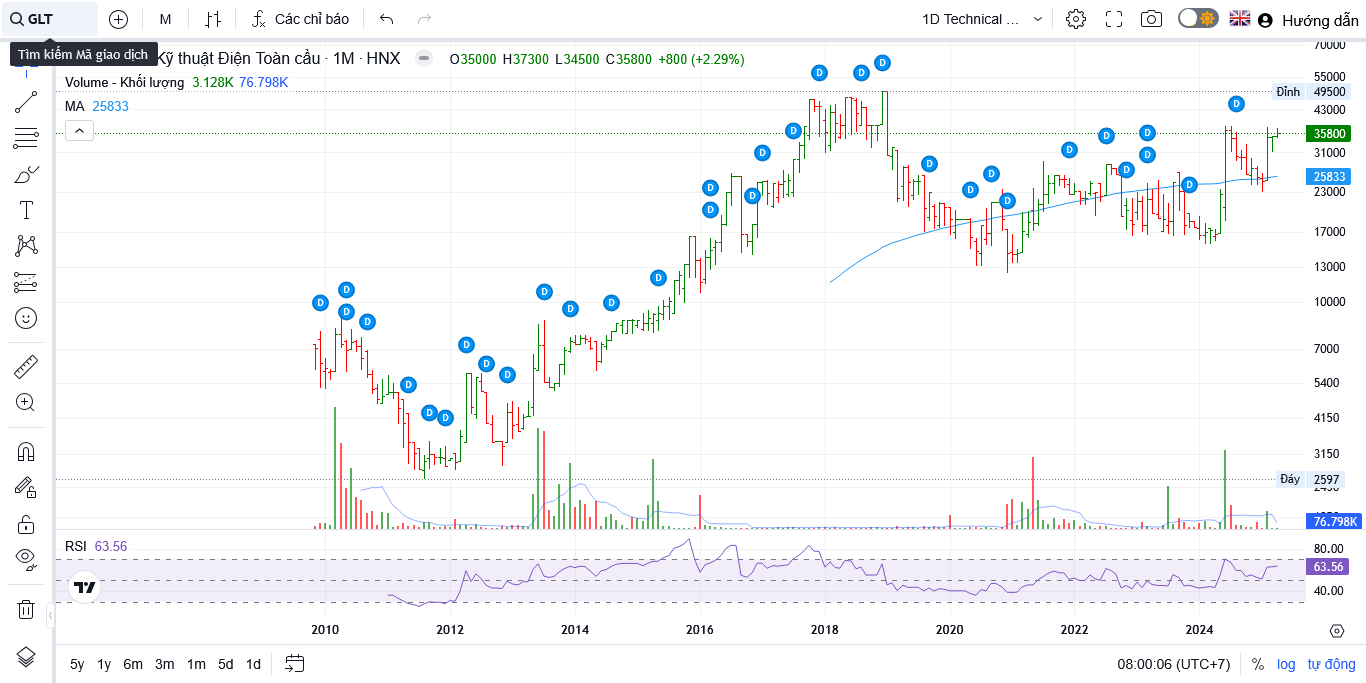 GLT
M
Các chỉ báo
1D Technical ...
Hướng dẫn
Tìm kiếm Mã giao dịch
Kỹ thuật Điện Toàn cầu · 1M · HNX
O35000 H37300 L34500 C35800 +800 (+2.29%)
Volume - Khối lượng 3.128K 76.798K
MA 25833
70000
55000
Đỉnh 49500
43000
35800
31000
25833
23000
17000
13000
10000
7000
5400
4150
3150
Đáy 2597
76.798K
RSI 63.56
80.00
63.56
40.00
D D D D D D D D D D D D D D D D D D D D D D D D D D D D D D D D D D D
2010 2012 2014 2016 2018 2020 2022 2024
5y 1y 6m 3m 1m 5d 1d
08:00:06 (UTC+7) % log tự động